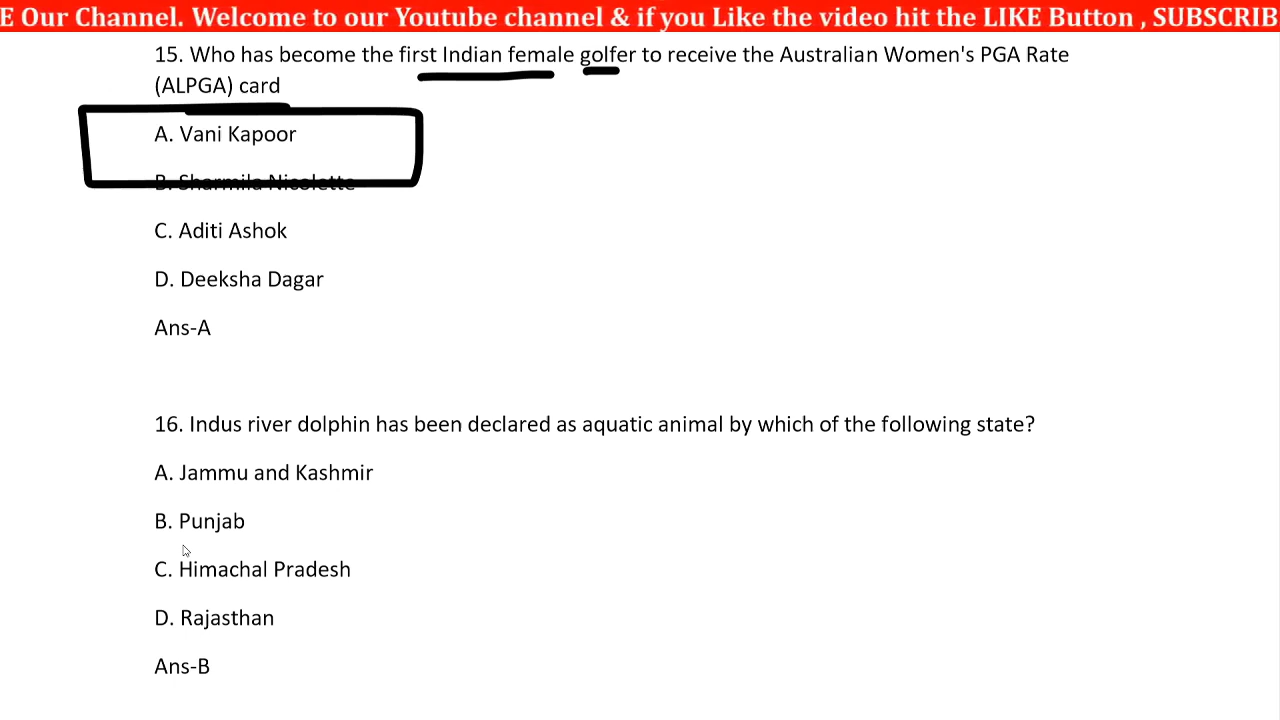 E Our Channel. Welcome to our Youtube channel & if you Like the video hit the LIKE Button , SUBSCRIB
15. Who has become the first Indian female golfer to receive the Australian Women's PGA Rate
(ALPGA) card
A. Vani Kapoor
B. Sharmila Nicolette
C. Aditi Ashok
D. Deeksha Dagar
Ans-A
16. Indus river dolphin has been declared as aquatic animal by which of the following state?
A. Jammu and Kashmir
B. Punjab
C. Himachal Pradesh
D. Rajasthan
Ans-B